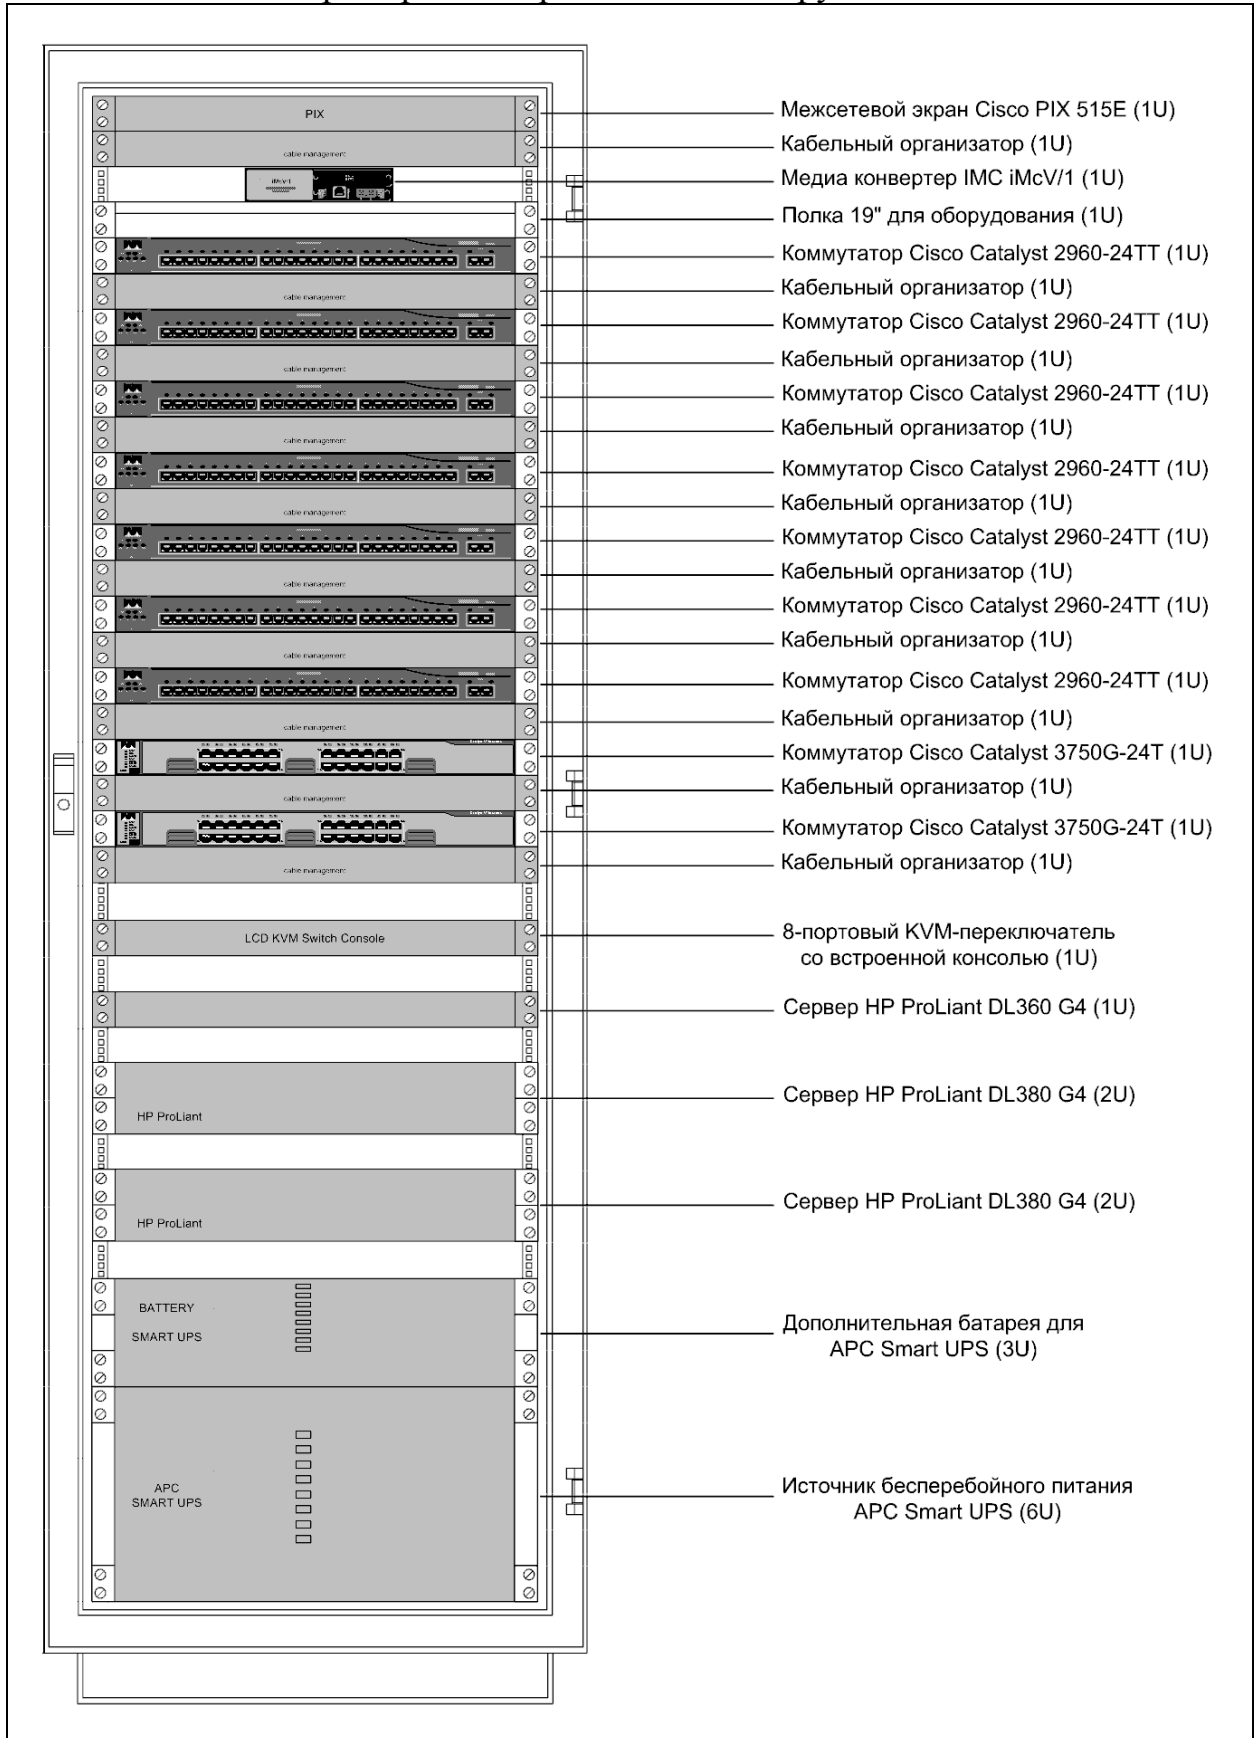 PIX
Межсетевой экран Cisco PIX 515E (1U)
cable management
Кабельный организатор (1U)
iMcV/1
Медиа конвертер IMC iMcV/1 (1U)
Полка 19" для оборудования (1U)
Коммутатор Cisco Catalyst 2960-24TT (1U)
cable management
Кабельный организатор (1U)
Коммутатор Cisco Catalyst 2960-24TT (1U)
cable management
Кабельный организатор (1U)
Коммутатор Cisco Catalyst 2960-24TT (1U)
cable management
Кабельный организатор (1U)
Коммутатор Cisco Catalyst 2960-24TT (1U)
cable management
Кабельный организатор (1U)
Коммутатор Cisco Catalyst 2960-24TT (1U)
cable management
Кабельный организатор (1U)
Коммутатор Cisco Catalyst 2960-24TT (1U)
cable management
Кабельный организатор (1U)
Коммутатор Cisco Catalyst 2960-24TT (1U)
cable management
Кабельный организатор (1U)
Коммутатор Cisco Catalyst 3750G-24T (1U)
cable management
Кабельный организатор (1U)
Коммутатор Cisco Catalyst 3750G-24T (1U)
cable management
Кабельный организатор (1U)
LCD KVM Switch Console
8-портовый KVM-переключатель
со встроенной консолью (1U)
Сервер HP ProLiant DL360 G4 (1U)
HP ProLiant
Сервер HP ProLiant DL380 G4 (2U)
HP ProLiant
Сервер HP ProLiant DL380 G4 (2U)
BATTERY
SMART UPS
Дополнительная батарея для
APC Smart UPS (3U)
APC
SMART UPS
Источник бесперебойного питания
APC Smart UPS (6U)